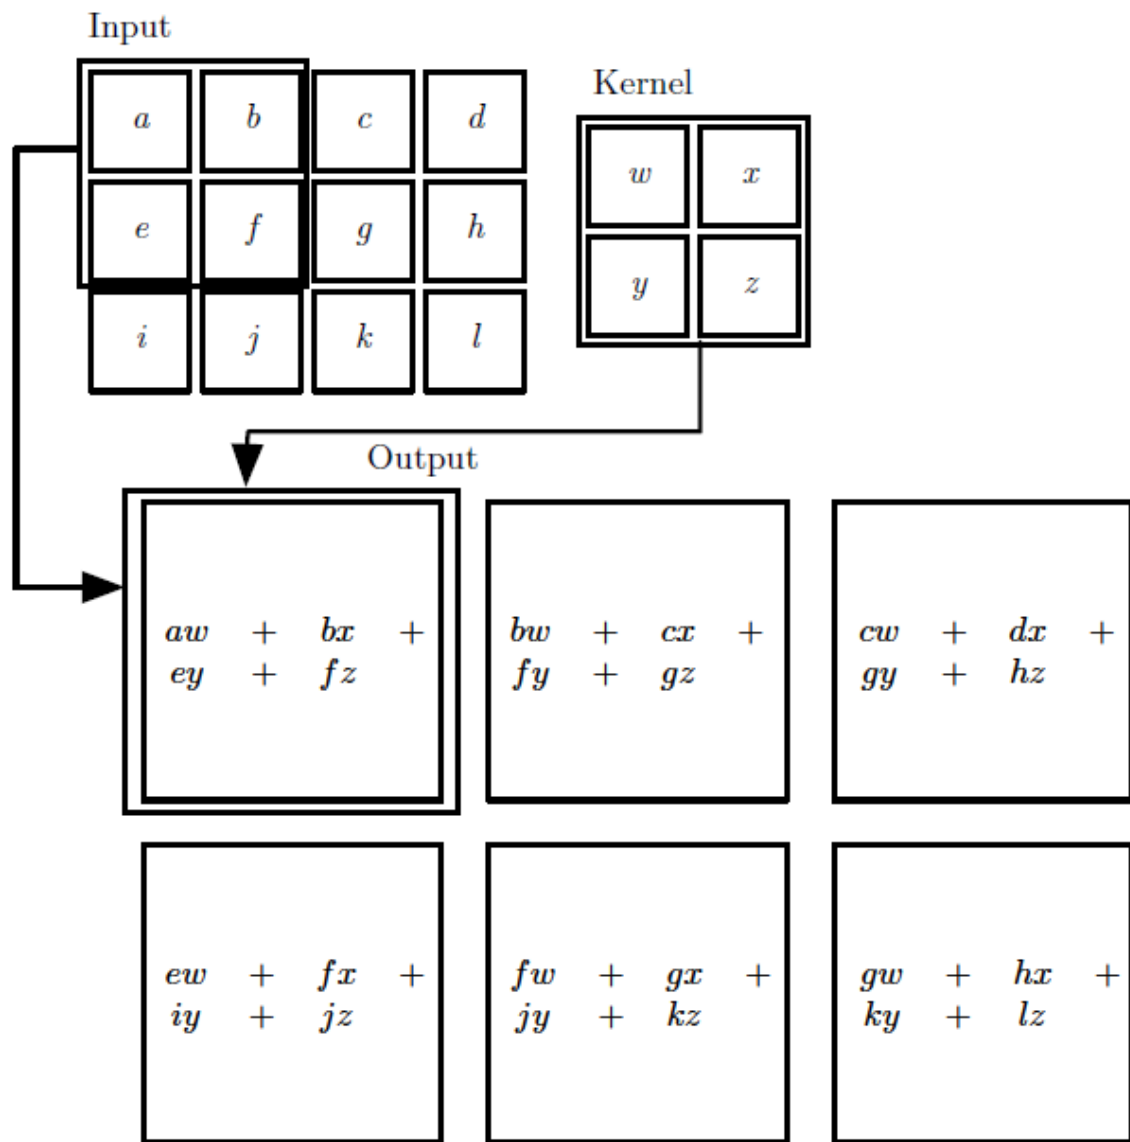 Input
Kernel
a b c d
w x
e f g h
y z
i j k l
Output
aw + bx +
ey + fz
bw + cx +
fy + gz
cw + dx +
gy + hz
ew + fx +
iy + jz
fw + gx +
jy + kz
gw + hx +
ky + lz